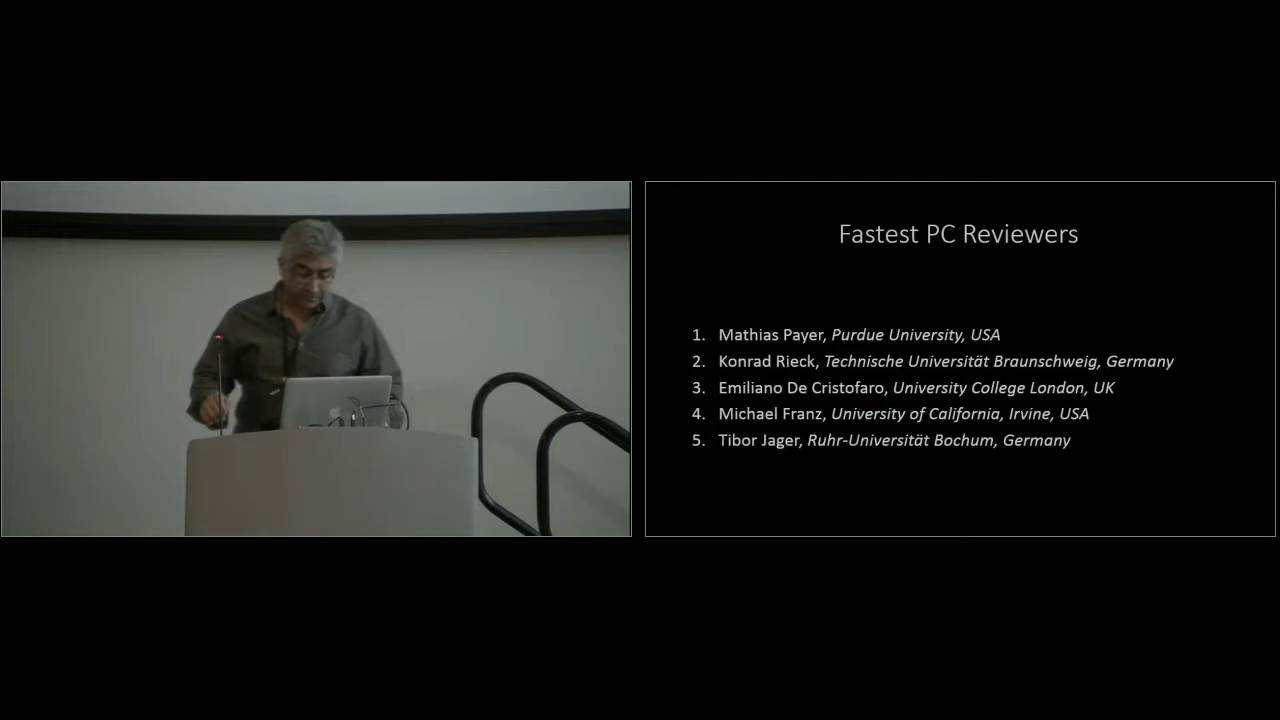 Fastest PC Reviewers
1. Mathias Payer, Purdue University, USA
2. Konrad Rieck, Technische Universität Braunschweig, Germany
3. Emiliano De Cristofaro, University College London, UK
4. Michael Franz, University of California, Irvine, USA
5. Tibor Jager, Ruhr-Universität Bochum, Germany